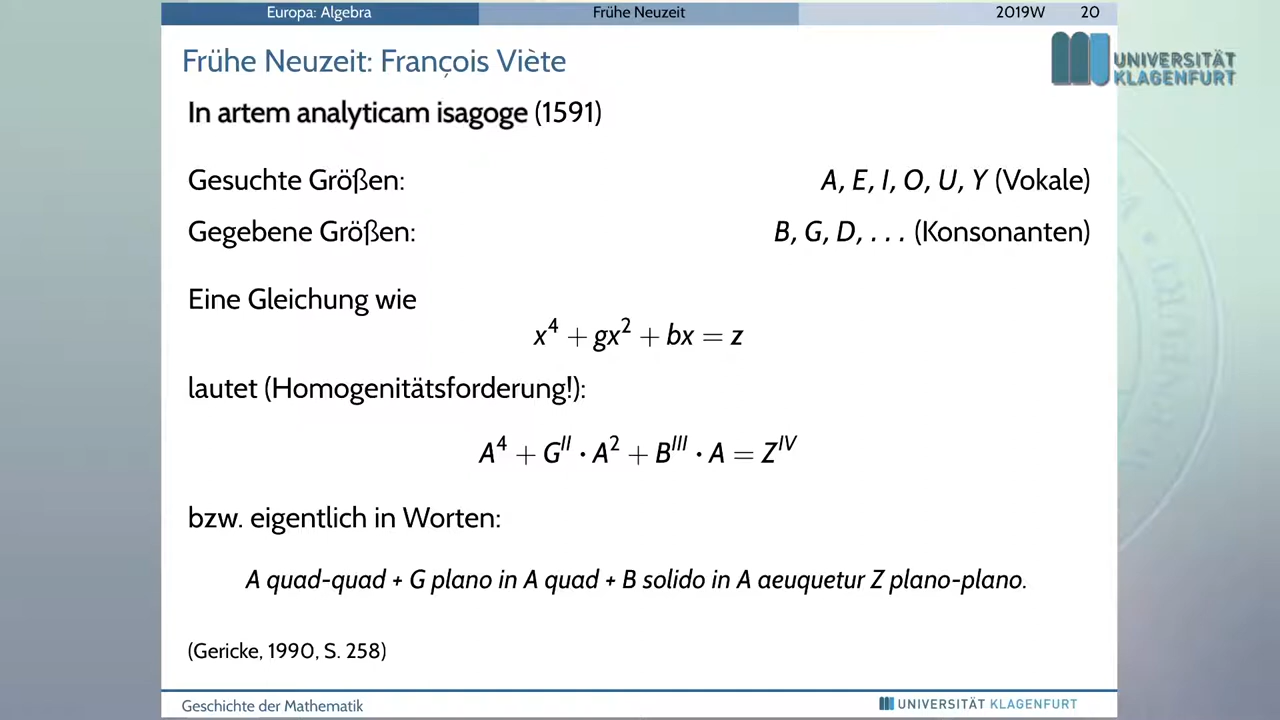 Europa: Algebra Frühe Neuzeit 2019W 20
Frühe Neuzeit: François Viète
UNIVERSITÄT
KLAGENFURT
In artem analyticam isagoge (1591)
Gesuchte Größen: A, E, I, O, U, Y (Vokale)
Gegebene Größen: B, G, D, . . . (Konsonanten)
Eine Gleichung wie
x⁴ + gx² + bx = z
lautet (Homogenitätsforderung!):
A⁴ + G^II · A² + B^III · A = Z^IV
bzw. eigentlich in Worten:
A quad-quad + G plano in A quad + B solido in A aeuquetur Z plano-plano.
(Gericke, 1990, S. 258)
Geschichte der Mathematik UNIVERSITÄT KLAGENFURT